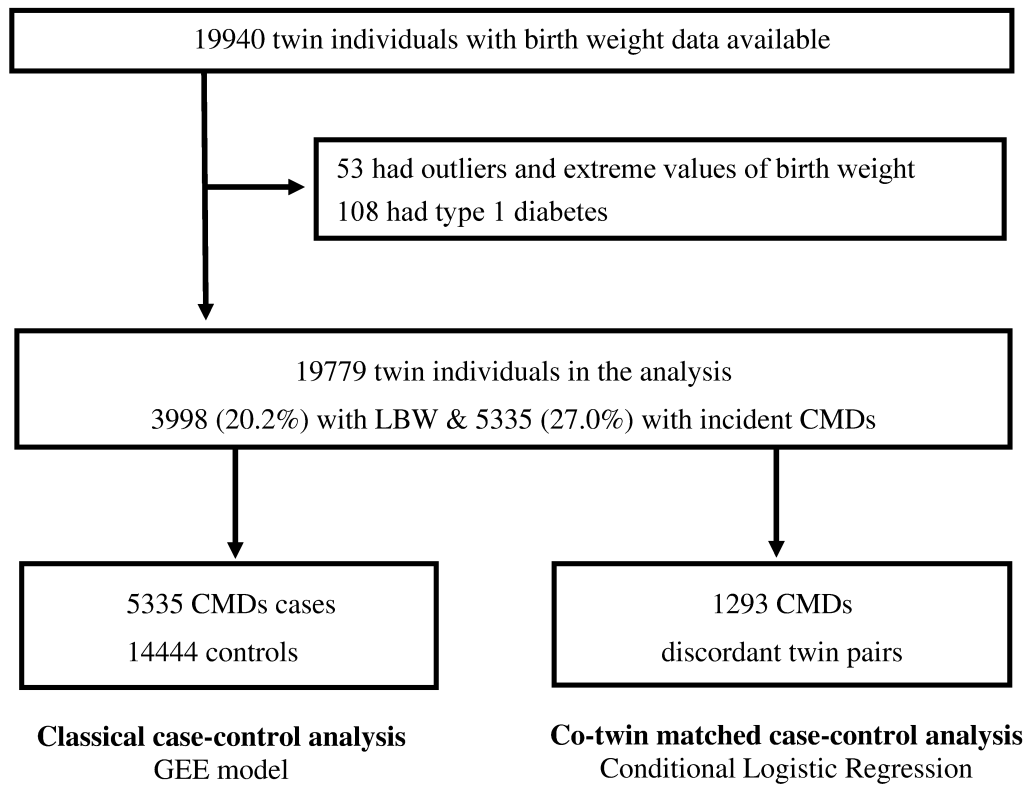 19940 twin individuals with birth weight data available
53 had outliers and extreme values of birth weight
108 had type 1 diabetes
19779 twin individuals in the analysis
3998 (20.2%) with LBW & 5335 (27.0%) with incident CMDs
5335 CMDs cases
14444 controls
1293 CMDs
discordant twin pairs
Classical case-control analysis
GEE model
Co-twin matched case-control analysis
Conditional Logistic Regression